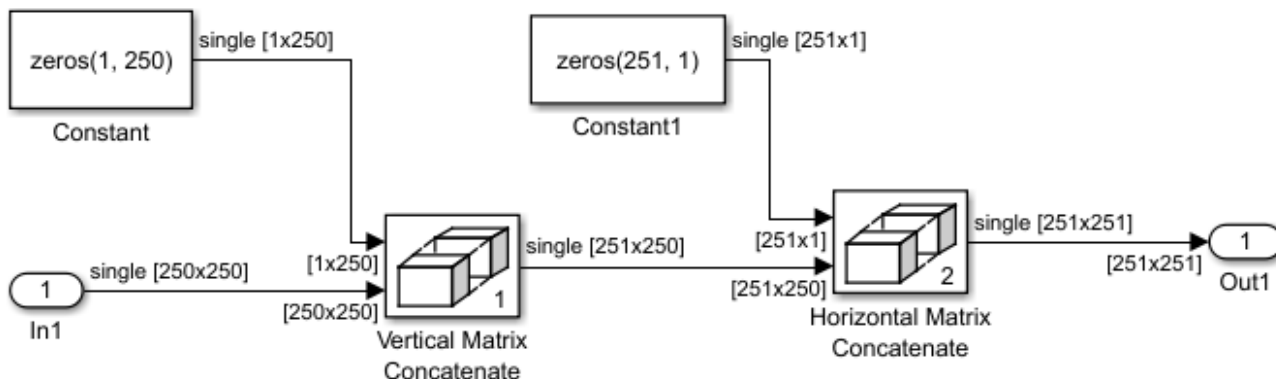 zeros(1, 250)
single [1x250]
Constant
zeros(251, 1)
single [251x1]
Constant1
1
In1
single [250x250]
[1x250]
[250x250]
1
Vertical Matrix
Concatenate
single [251x250]
[251x1]
[251x250]
2
Horizontal Matrix
Concatenate
single [251x251]
[251x251]
1
Out1